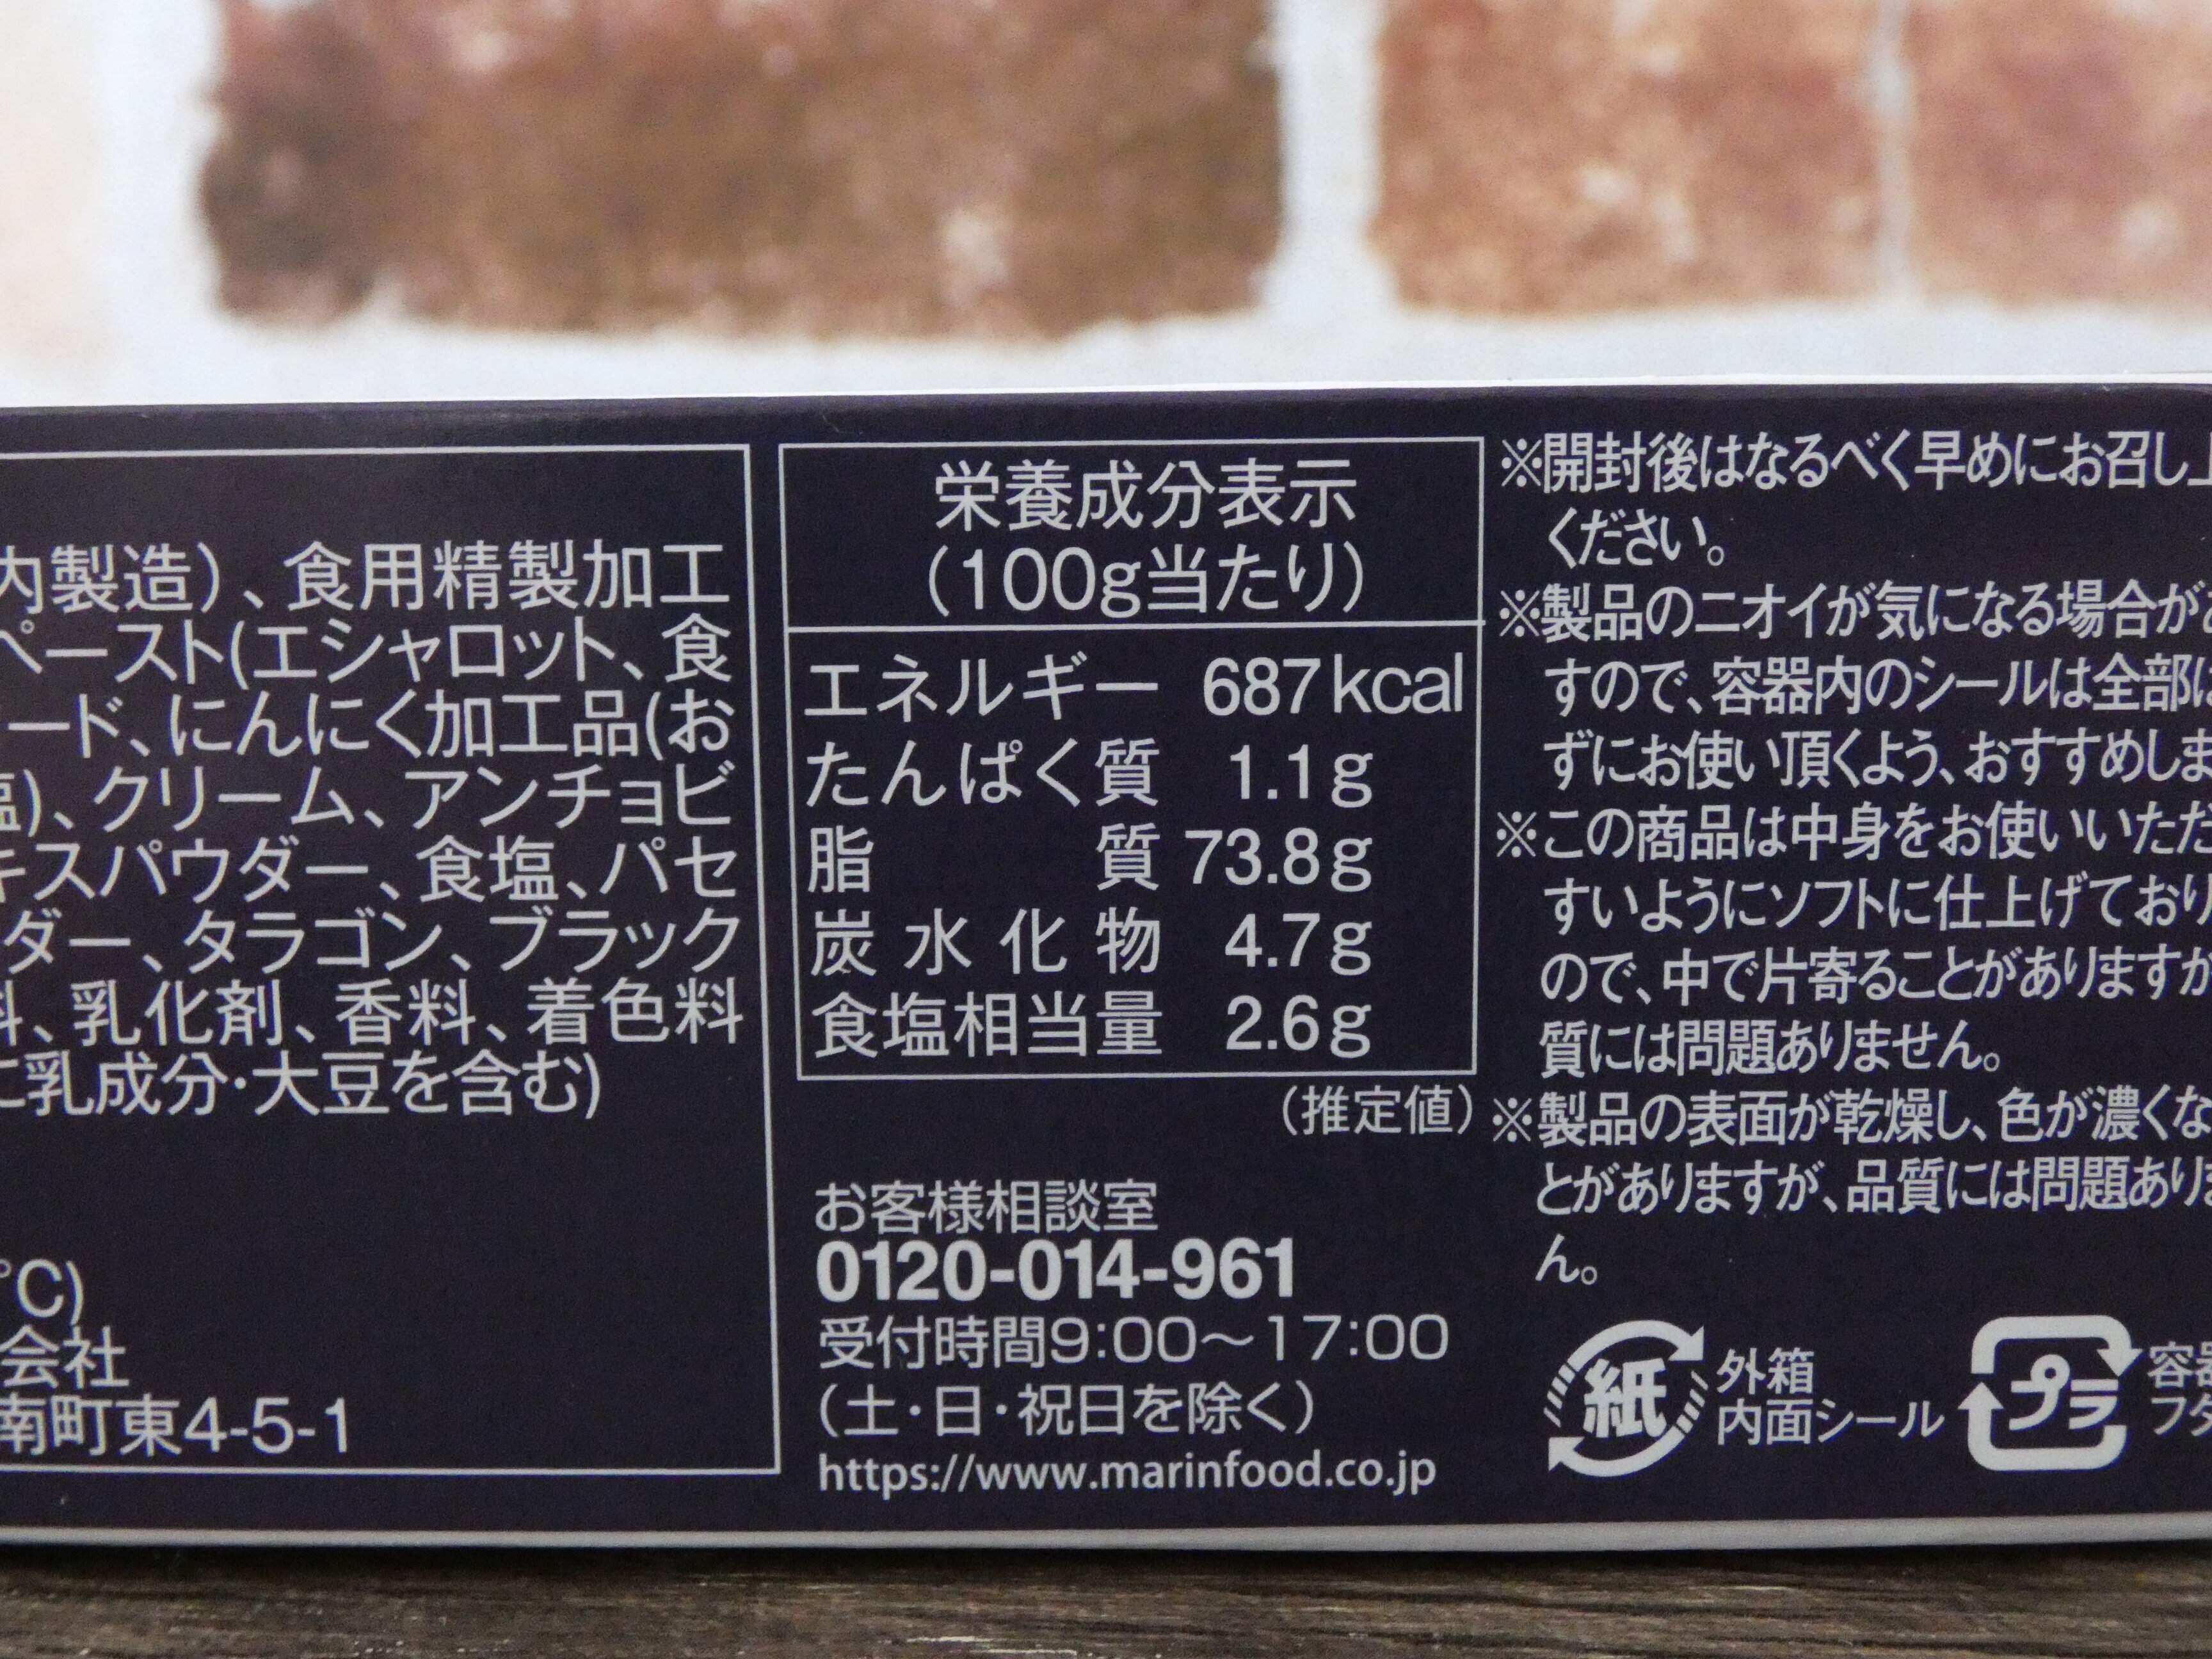 内製造)、食用精製加工
ペースト(エシャロット、食
ード、にんにく加工品(お
塩)、クリーム、アンチョビ
キスパウダー、食塩、パセ
ダー、タラゴン、ブラック
料、乳化剤、香料、着色料
に乳成分・大豆を含む)
℃)
会社
南町東4-5-1
栄養成分表示
(100g当たり)
エネルギー 687kcal
たんぱく質 1.1g
脂質 73.8g
炭水化物 4.7g
食塩相当量 2.6g
(推定値)
お客様相談室
0120-014-961
受付時間9:00〜17:00
(土・日・祝日を除く)
https://www.marinfood.co.jp
※開封後はなるべく早めにお召し上
ください。
※製品のニオイが気になる場合が
すので、容器内のシールは全部は
ずにお使い頂くよう、おすすめしま
※この商品は中身をお使いいただ
すいようにソフトに仕上げており
ので、中で片寄ることがありますが
質には問題ありません。
※製品の表面が乾燥し、色が濃くな
とがありますが、品質には問題ありま
ん。
紙
外箱
内面シール
プラ
容器
フタ